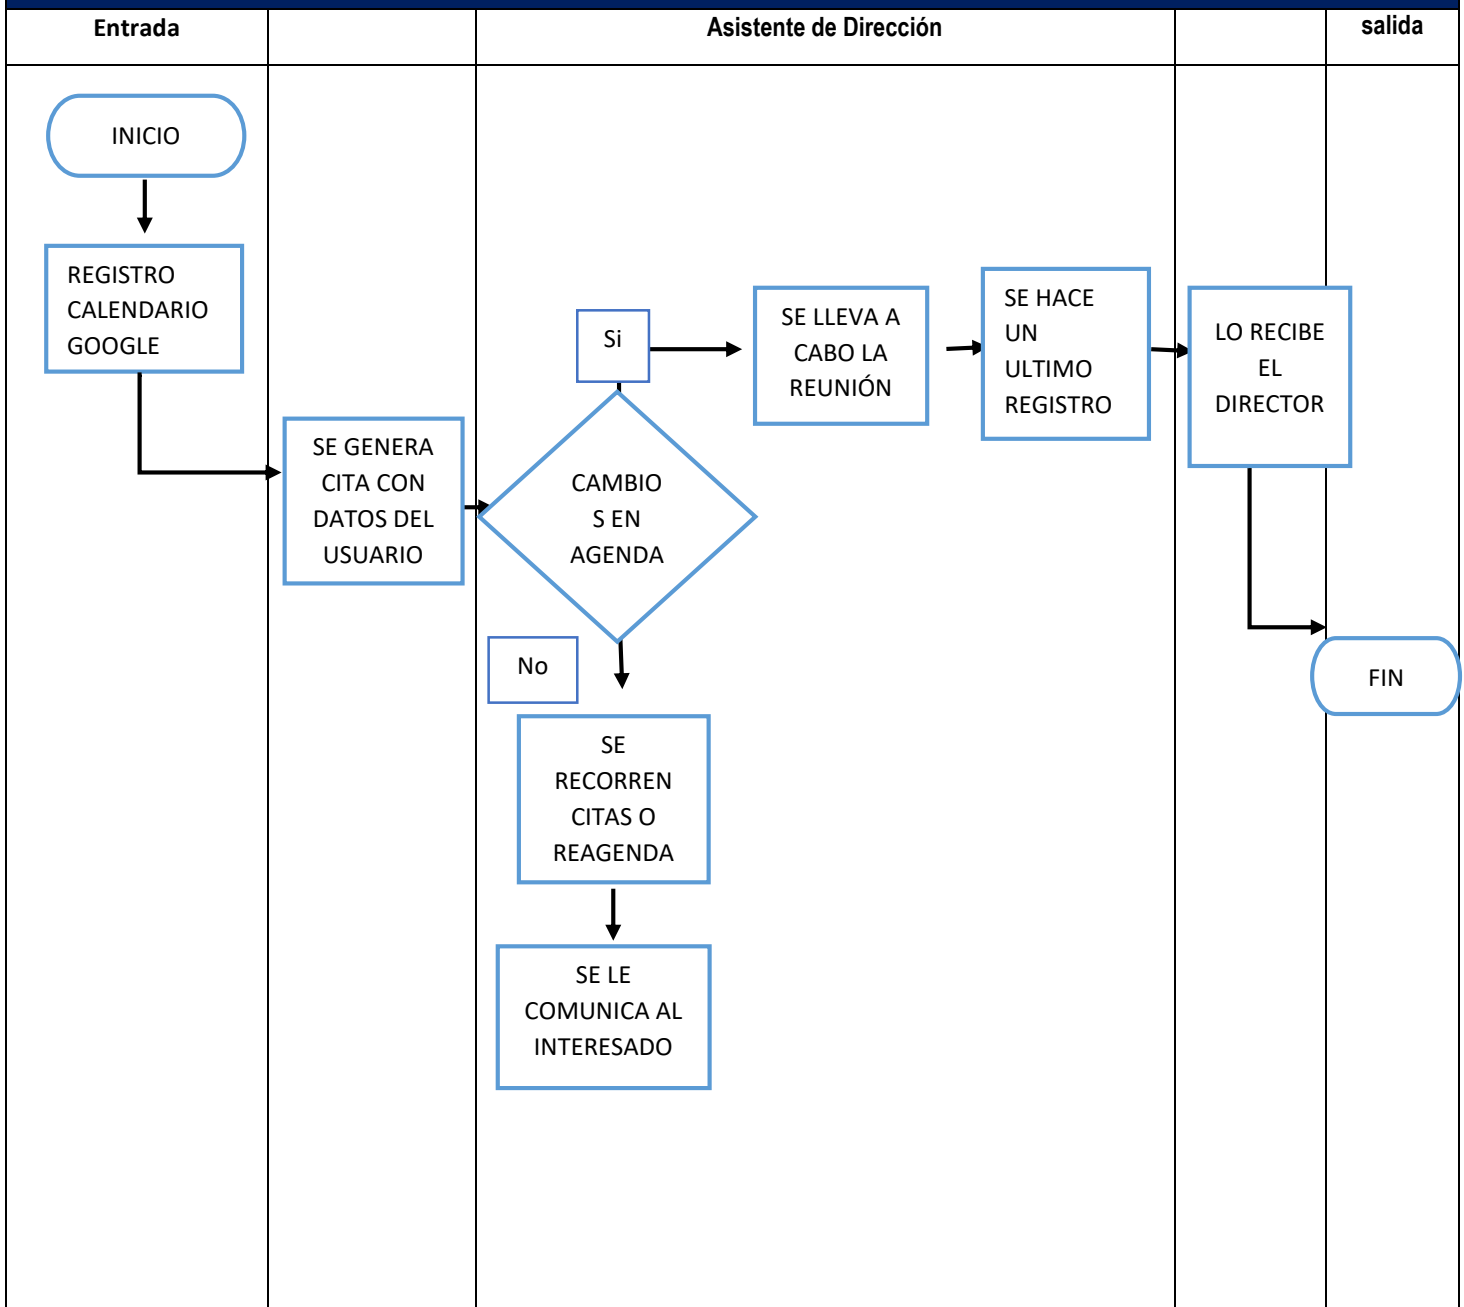 Entrada
Asistente de Dirección
salida
INICIO
REGISTRO
CALENDARIO
GOOGLE
SE GENERA
CITA CON
DATOS DEL
USUARIO
CAMBIO
S EN
AGENDA
Si
SE LLEVA A
CABO LA
REUNIÓN
SE HACE
UN
ULTIMO
REGISTRO
LO RECIBE
EL
DIRECTOR
FIN
No
SE
RECORREN
CITAS O
REAGENDA
SE LE
COMUNICA AL
INTERESADO